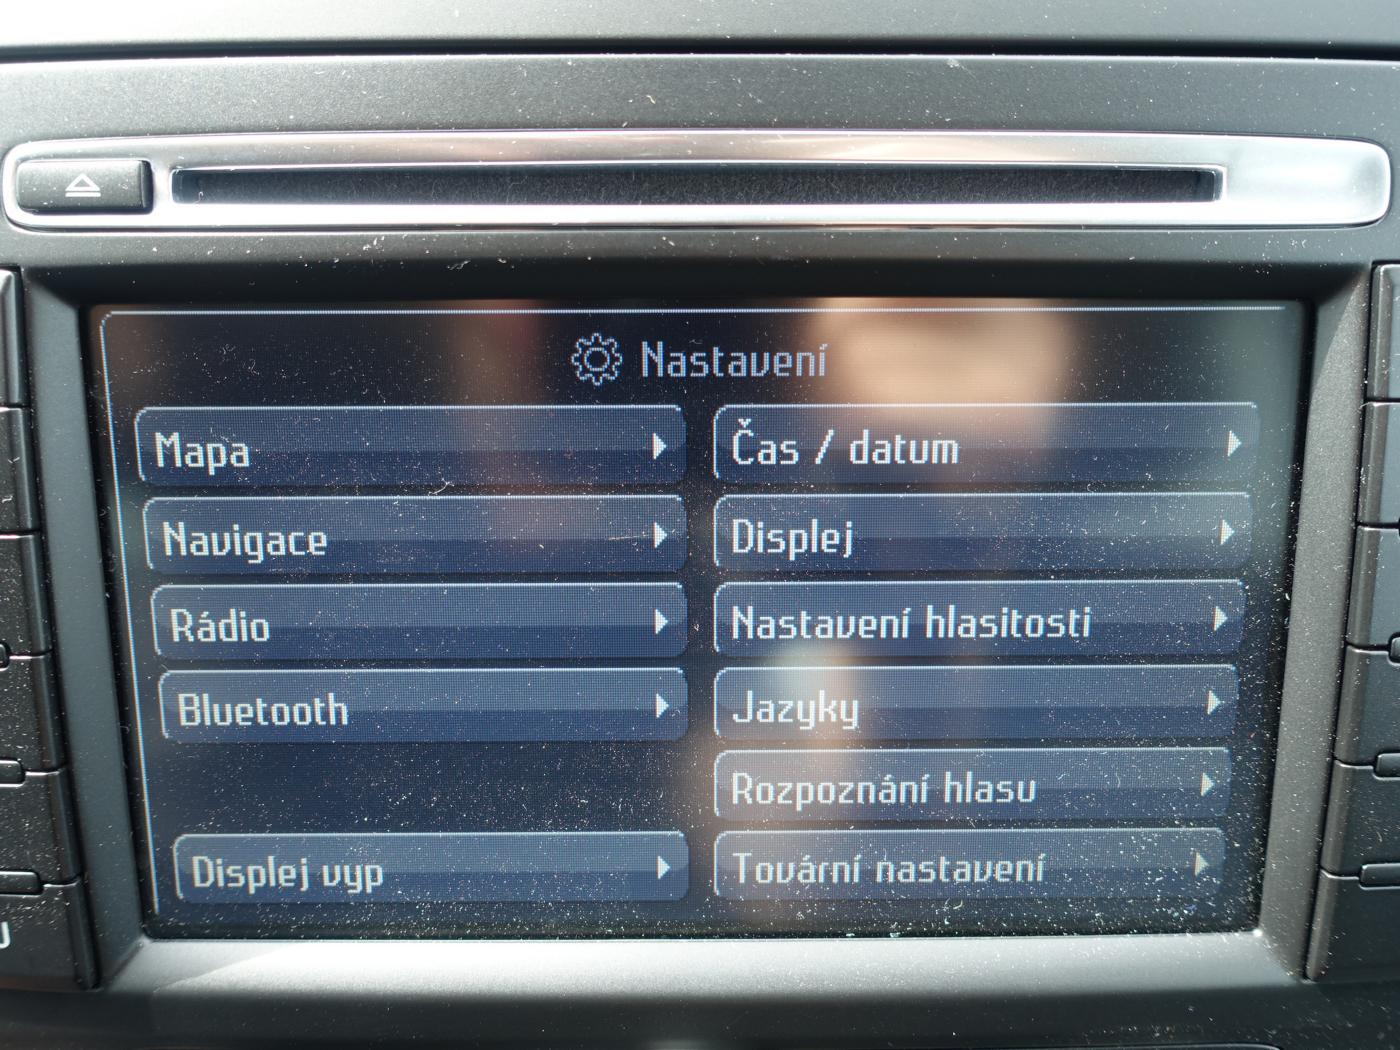 Nastavení
Mapa
Čas / datum
Navigace
Displej
Rádio
Nastavení hlasitosti
Bluetooth
Jazyky
Rozpoznání hlasu
Displej vyp
Tovární nastavení